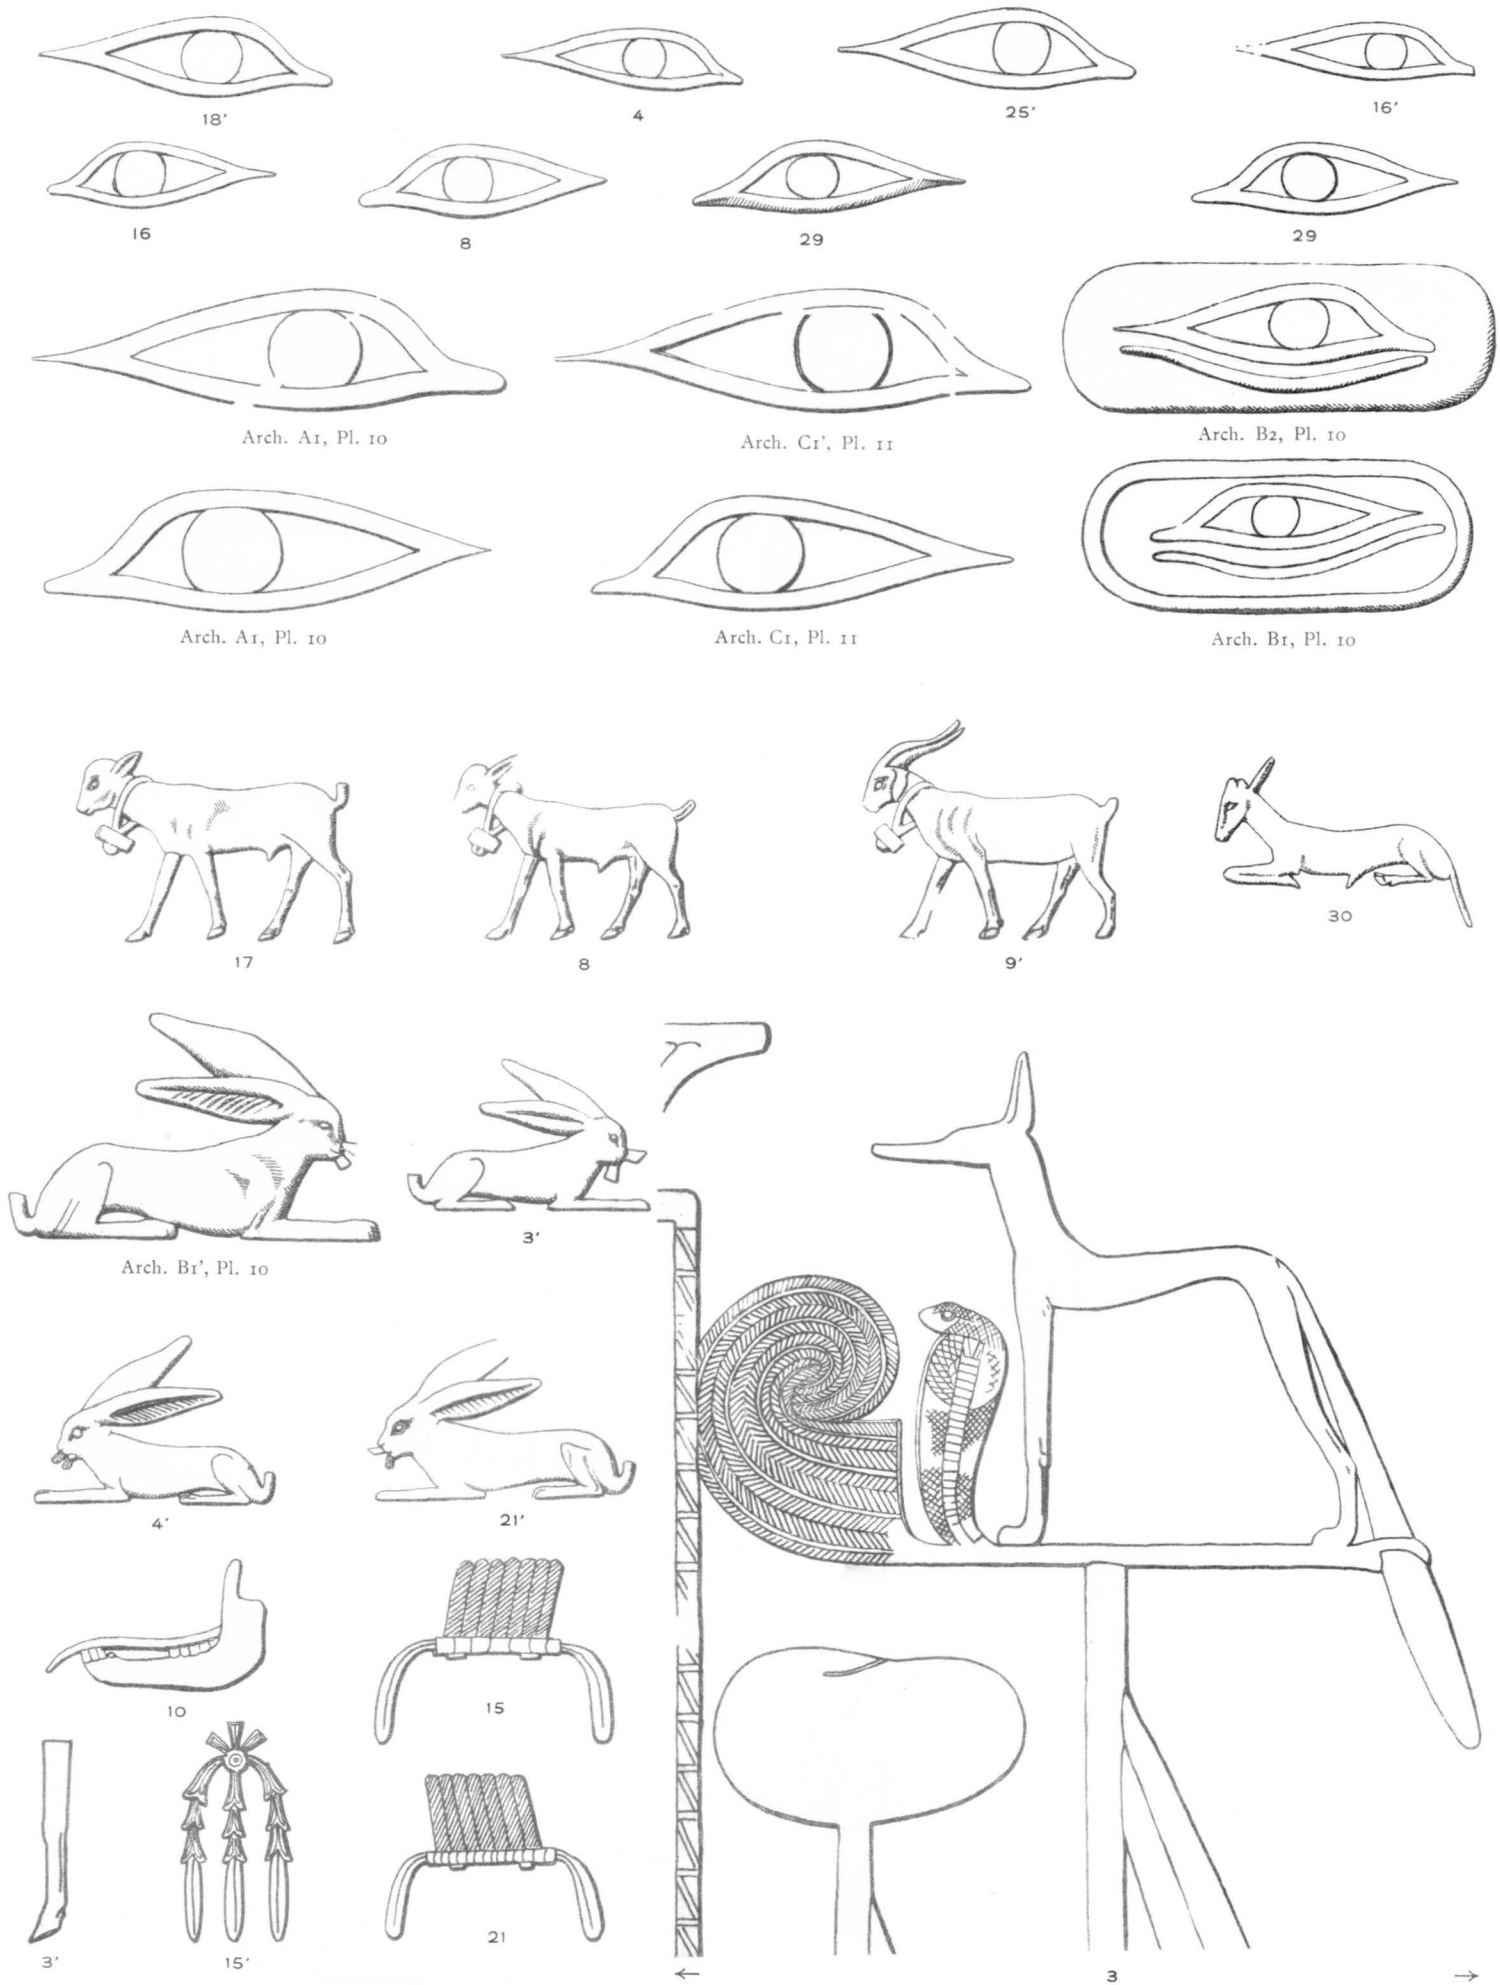 18′
4
25′
16′
16
8
29
29
Arch. A1, Pl. 10
Arch. C1′, Pl. 11
Arch. B2, Pl. 10
Arch. A1, Pl. 10
Arch. C1, Pl. 11
Arch. B1, Pl. 10
17
8
9′
30
Arch. B1′, Pl. 10
3′
4′
21′
10
15
3′
15′
21
← 3 →